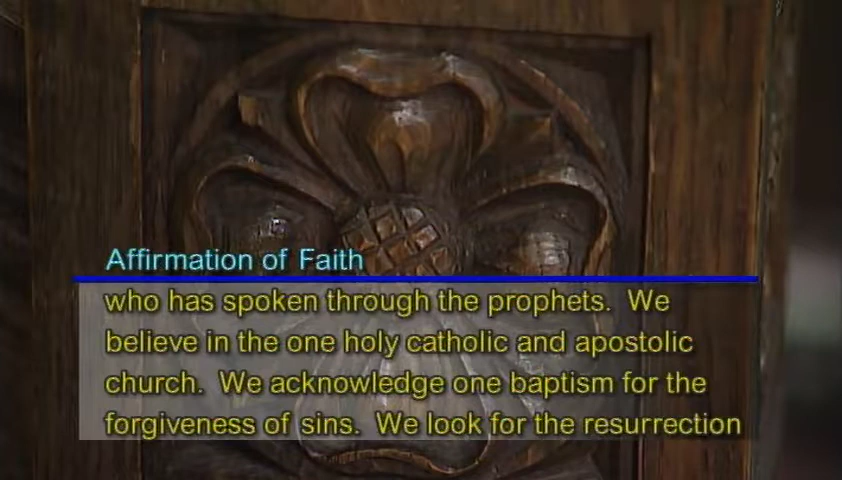 Affirmation of Faith
who has spoken through the prophets.  We
believe in the one holy catholic and apostolic
church.  We acknowledge one baptism for the
forgiveness of sins.  We look for the resurrection